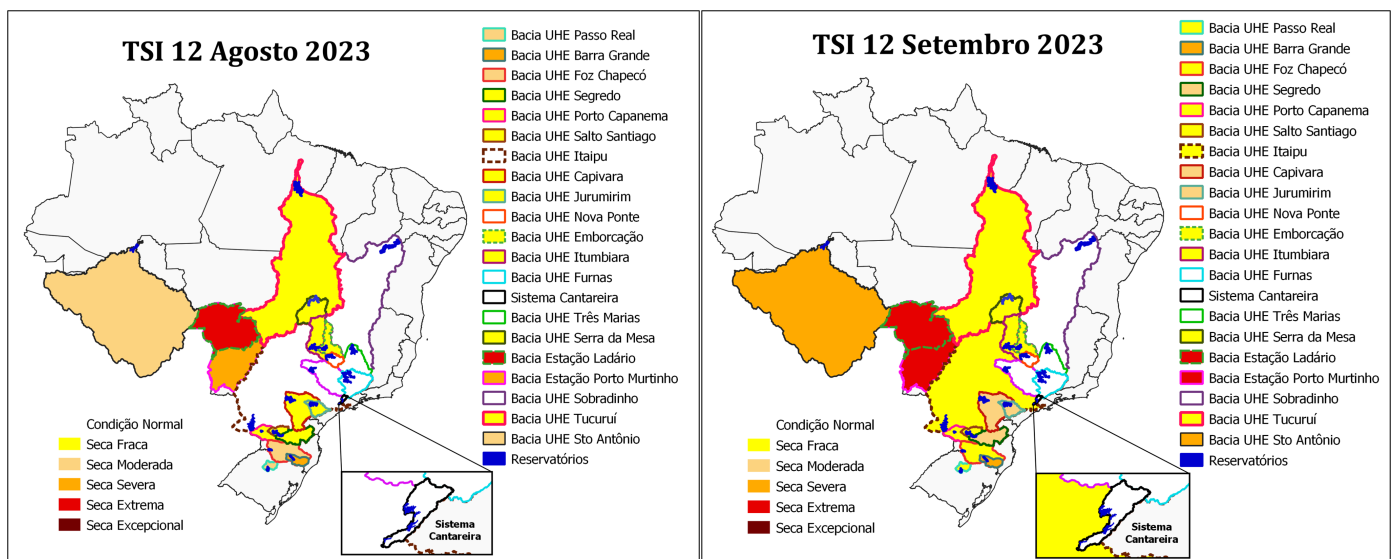 TSI 12 Agosto 2023
Bacia UHE Passo Real
Bacia UHE Barra Grande
Bacia UHE Foz Chapecó
Bacia UHE Segredo
Bacia UHE Porto Capanema
Bacia UHE Salto Santiago
Bacia UHE Itaipu
Bacia UHE Capivara
Bacia UHE Jurumirim
Bacia UHE Nova Ponte
Bacia UHE Emborcação
Bacia UHE Itumbiara
Bacia UHE Furnas
Sistema Cantareira
Bacia UHE Três Marias
Bacia UHE Serra da Mesa
Bacia Estação Ladário
Bacia Estação Porto Murtinho
Bacia UHE Sobradinho
Bacia UHE Tucuruí
Bacia UHE Sto Antônio
Reservatórios
Condição Normal
Seca Fraca
Seca Moderada
Seca Severa
Seca Extrema
Seca Excepcional
Sistema
Cantareira
TSI 12 Setembro 2023
Bacia UHE Passo Real
Bacia UHE Barra Grande
Bacia UHE Foz Chapecó
Bacia UHE Segredo
Bacia UHE Porto Capanema
Bacia UHE Salto Santiago
Bacia UHE Itaipu
Bacia UHE Capivara
Bacia UHE Jurumirim
Bacia UHE Nova Ponte
Bacia UHE Emborcação
Bacia UHE Itumbiara
Bacia UHE Furnas
Sistema Cantareira
Bacia UHE Três Marias
Bacia UHE Serra da Mesa
Bacia Estação Ladário
Bacia Estação Porto Murtinho
Bacia UHE Sobradinho
Bacia UHE Tucuruí
Bacia UHE Sto Antônio
Reservatórios
Condição Normal
Seca Fraca
Seca Moderada
Seca Severa
Seca Extrema
Seca Excepcional
Sistema
Cantareira